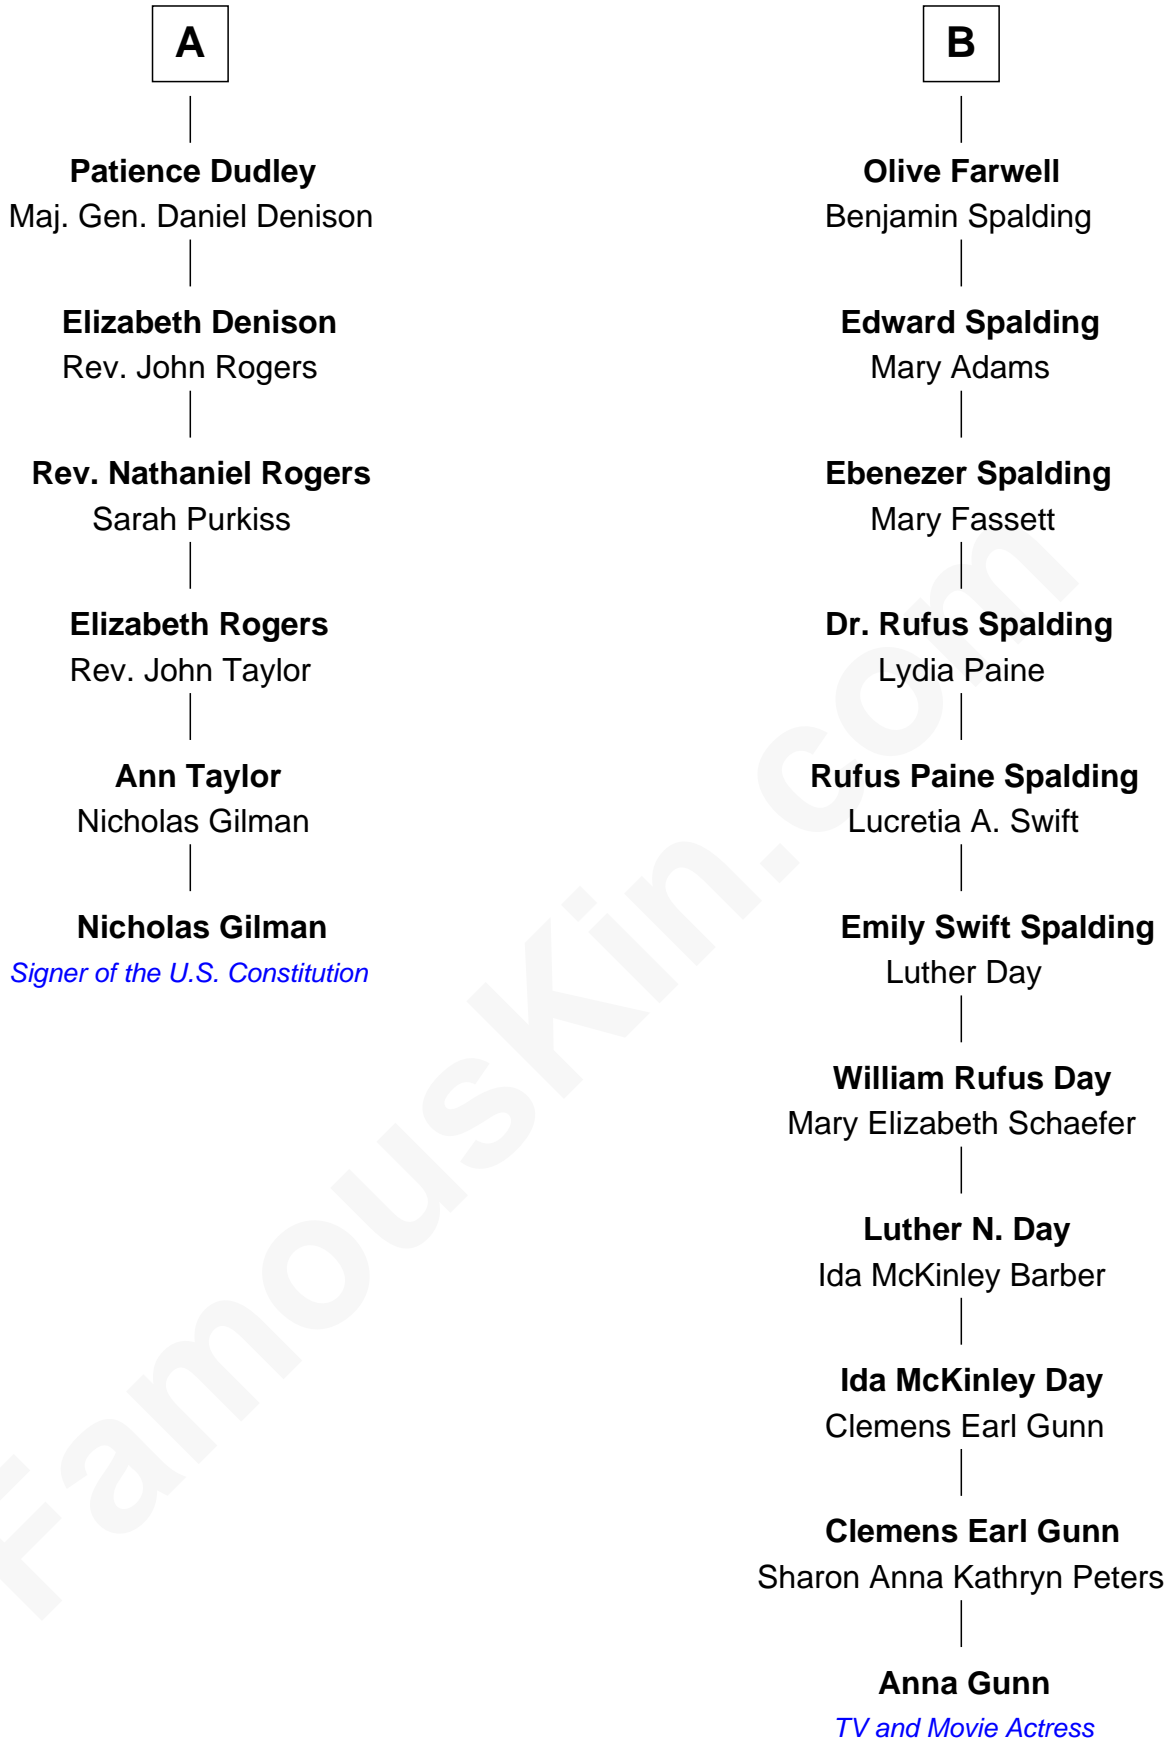 A
Patience Dudley
Maj. Gen. Daniel Denison
Elizabeth Denison
Rev. John Rogers
Rev. Nathaniel Rogers
Sarah Purkiss
Elizabeth Rogers
Rev. John Taylor
Ann Taylor
Nicholas Gilman
Nicholas Gilman
Signer of the U.S. Constitution
B
Olive Farwell
Benjamin Spalding
Edward Spalding
Mary Adams
Ebenezer Spalding
Mary Fassett
Dr. Rufus Spalding
Lydia Paine
Rufus Paine Spalding
Lucretia A. Swift
Emily Swift Spalding
Luther Day
William Rufus Day
Mary Elizabeth Schaefer
Luther N. Day
Ida McKinley Barber
Ida McKinley Day
Clemens Earl Gunn
Clemens Earl Gunn
Sharon Anna Kathryn Peters
Anna Gunn
TV and Movie Actress
FamousKin.com